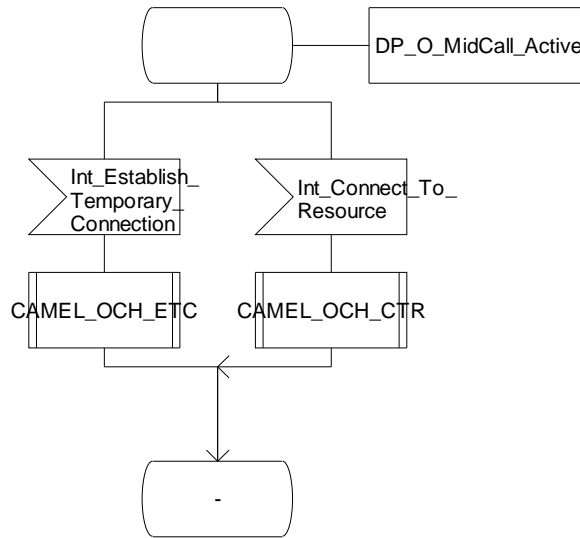 DP_O_MidCall_Active
Int_Establish_
Temporary_
Connection
Int_Connect_To_
Resource
CAMEL_OCH_ETC
CAMEL_OCH_CTR
-